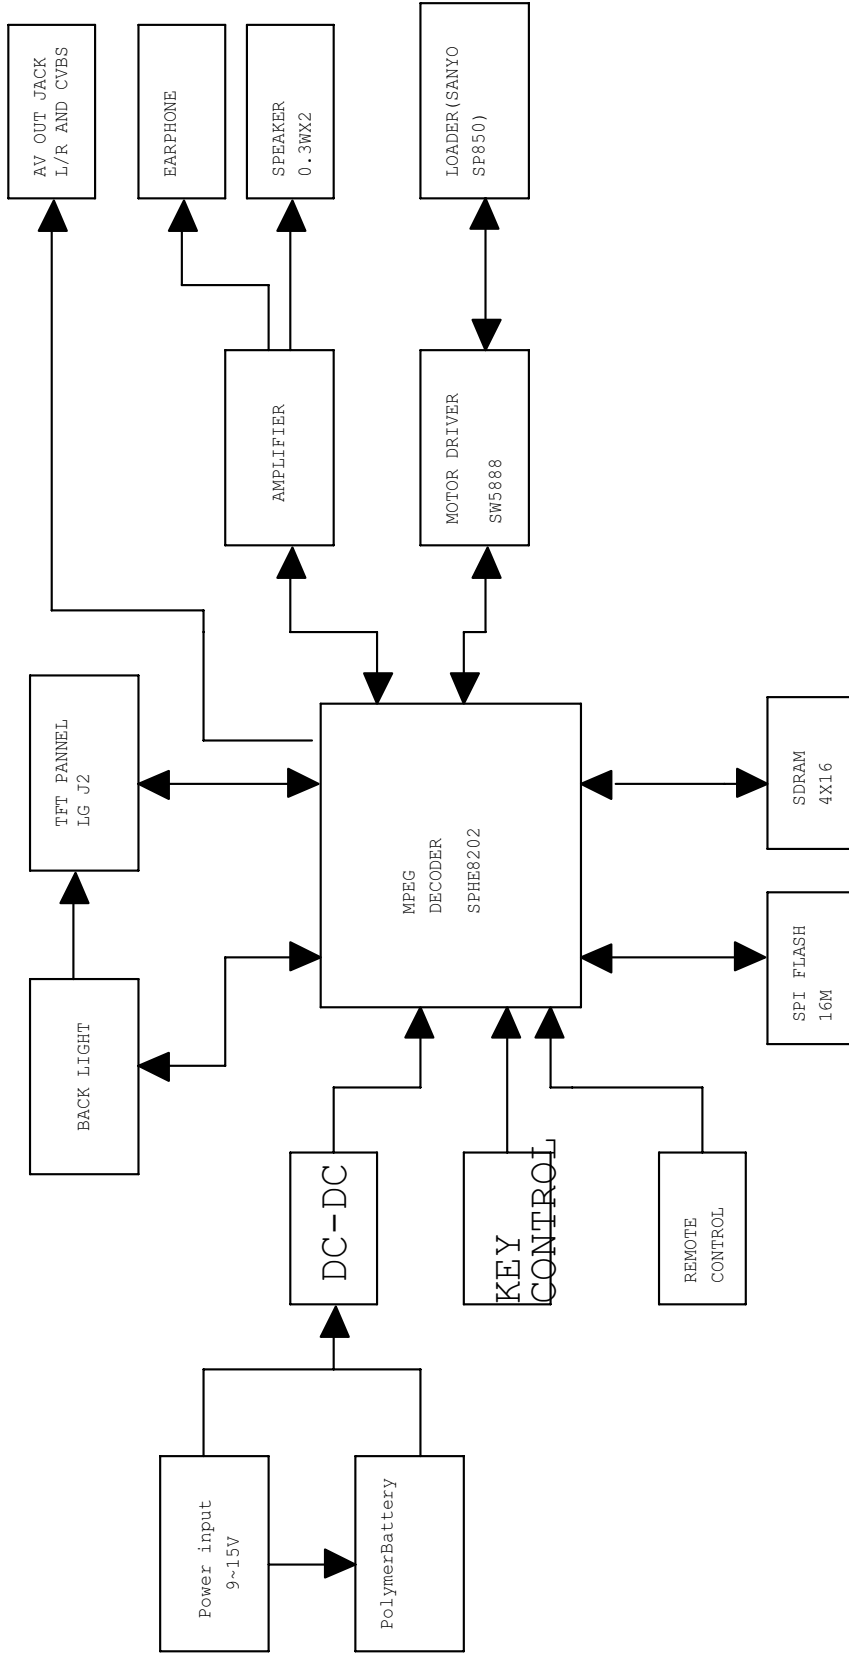 AV OUT JACK
L/R AND CVBS
EARPHONE
SPEAKER
0.3WX2
LOADER(SANYO
SP850)
AMPLIFIER
MOTOR DRIVER
SW5888
TFT PANNEL
LG J2
MPEG
DECODER
SPHE8202
SDRAM
4X16
SPI FLASH
16M
BACK LIGHT
DC-DC
KEY
CONTROL
REMOTE
CONTROL
Power input
9~15V
PolymerBattery